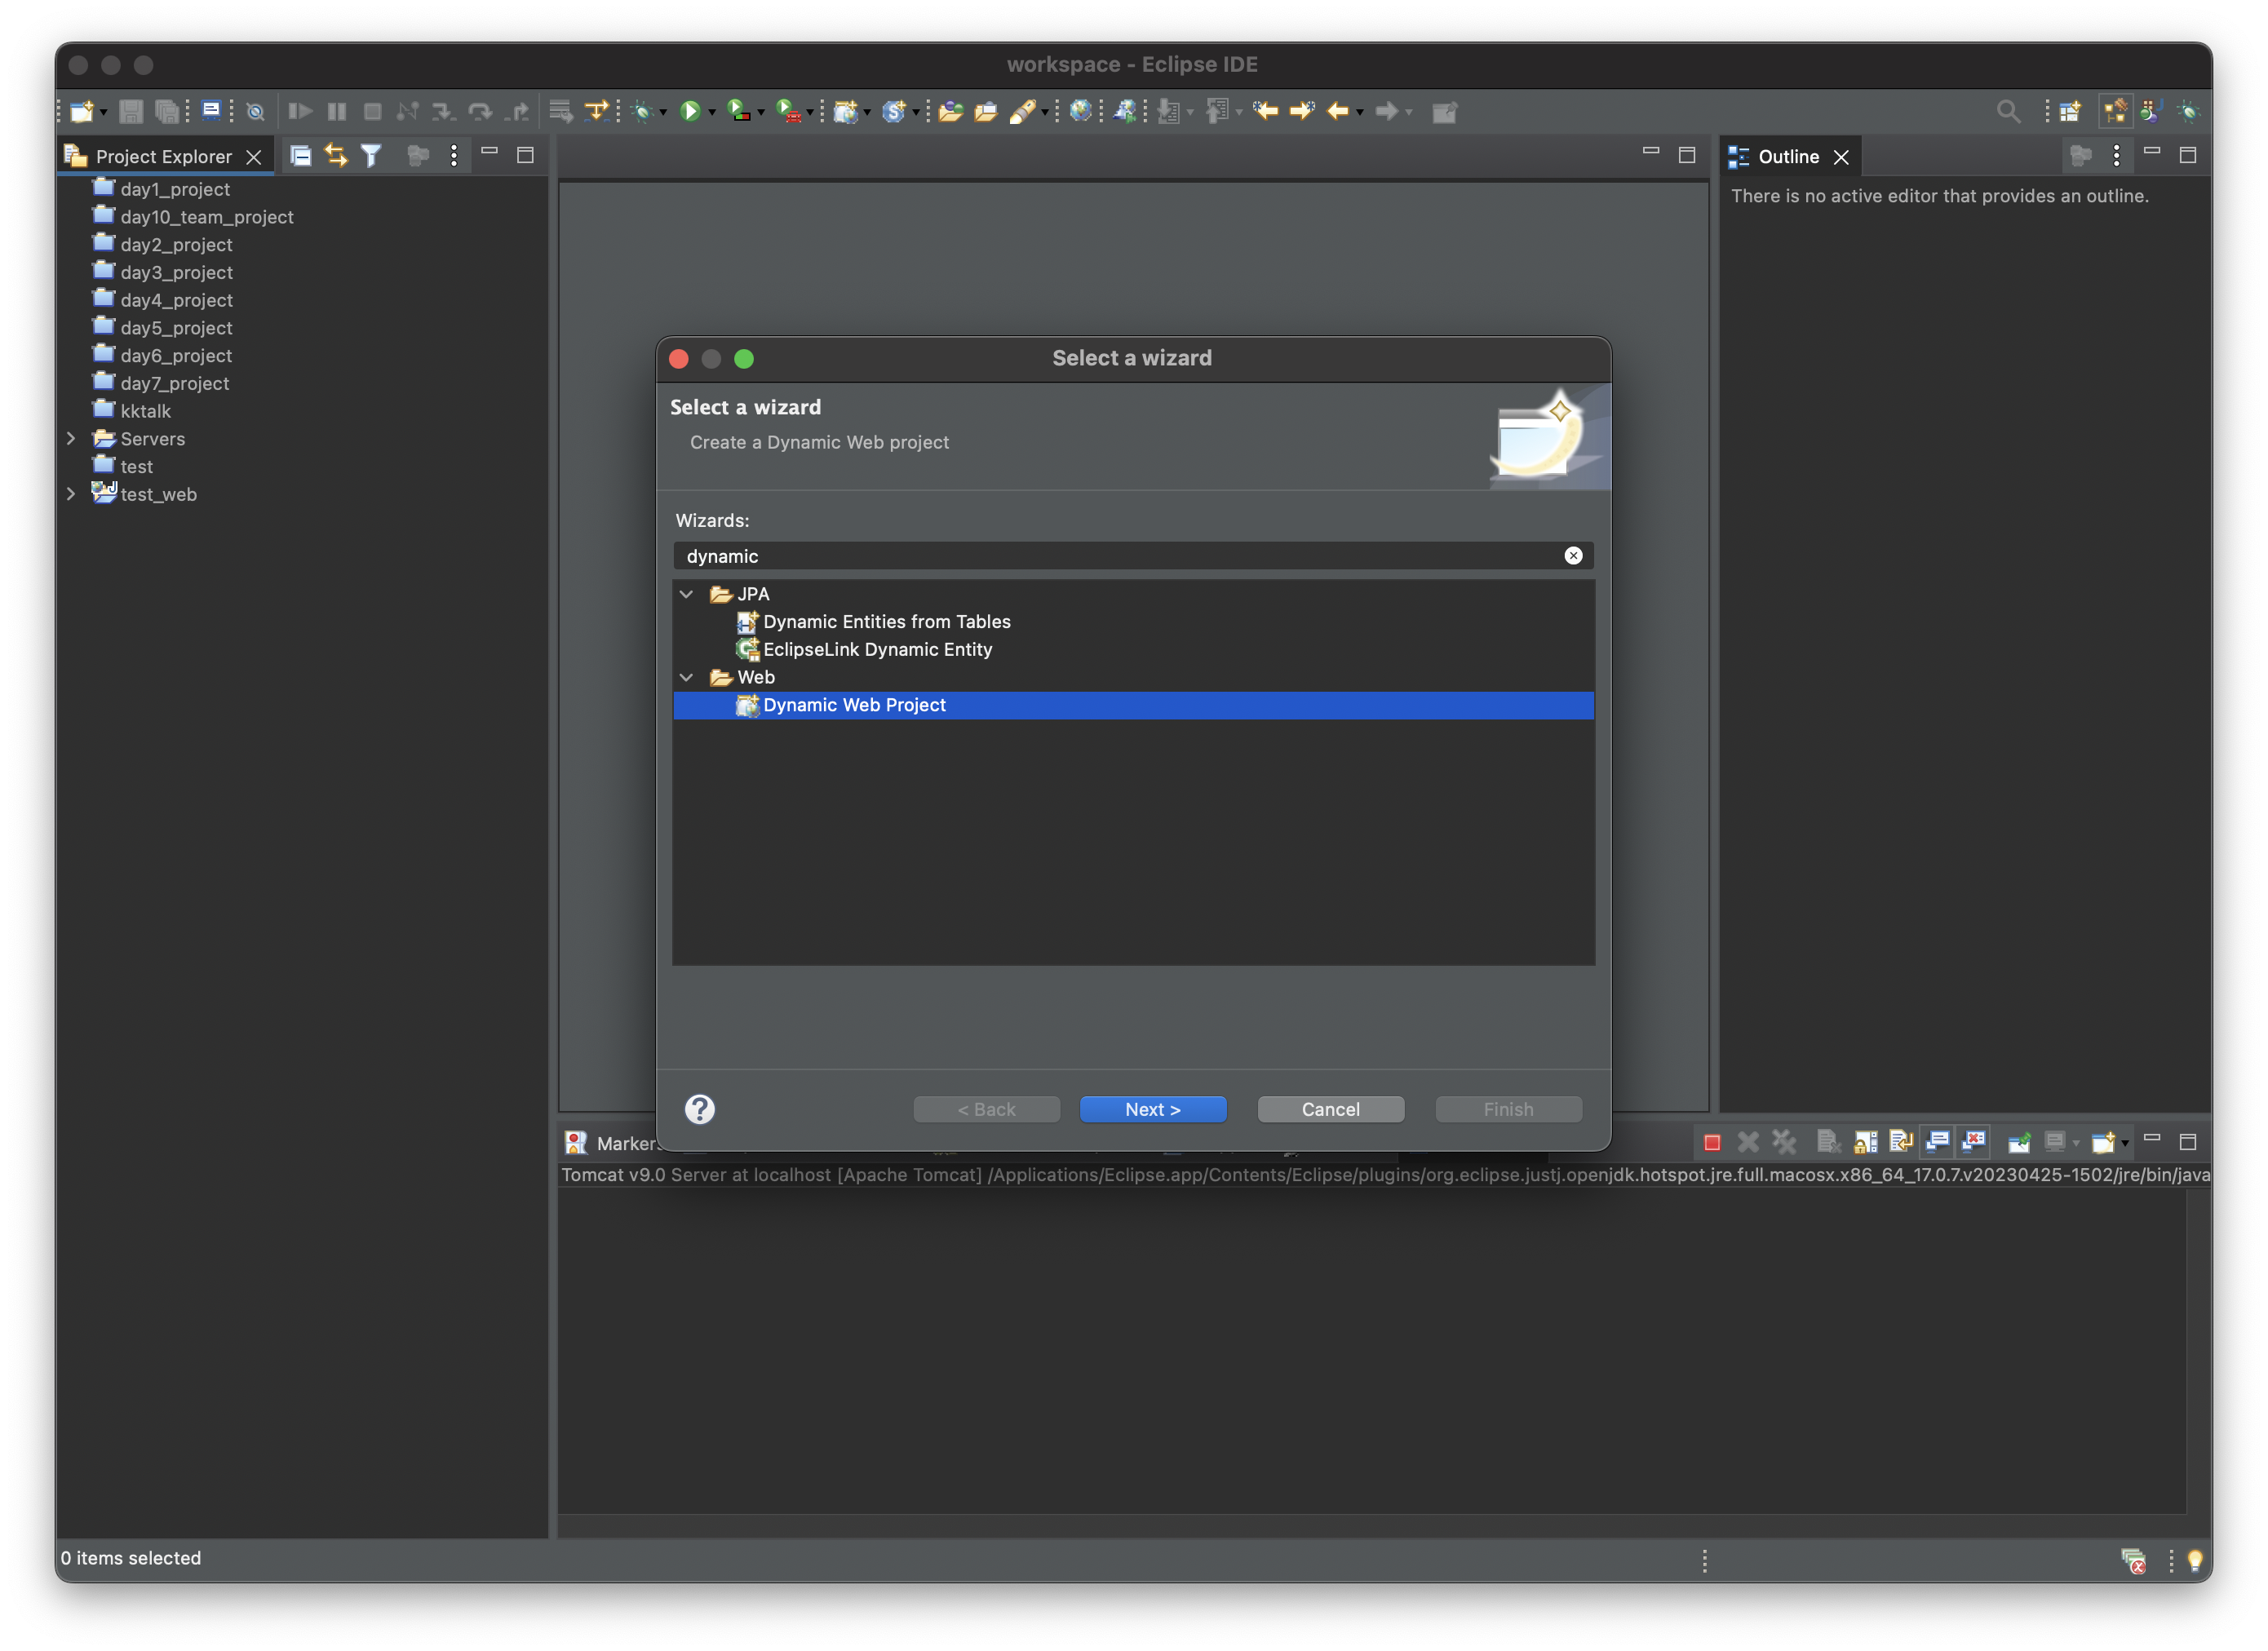 workspace - Eclipse IDE
Project Explorer
day1_project
day10_team_project
day2_project
day3_project
day4_project
day5_project
day6_project
day7_project
kktalk
Servers
test
test_web
Outline
There is no active editor that provides an outline.
Select a wizard
Select a wizard
Create a Dynamic Web project
Wizards:
dynamic
JPA
Dynamic Entities from Tables
EclipseLink Dynamic Entity
Web
Dynamic Web Project
?
< Back
Next >
Cancel
Finish
Markers
Tomcat v9.0 Server at localhost [Apache Tomcat] /Applications/Eclipse.app/Contents/Eclipse/plugins/org.eclipse.justj.openjdk.hotspot.jre.full.macosx.x86_64_17.0.7.v20230425-1502/jre/bin/java
0 items selected